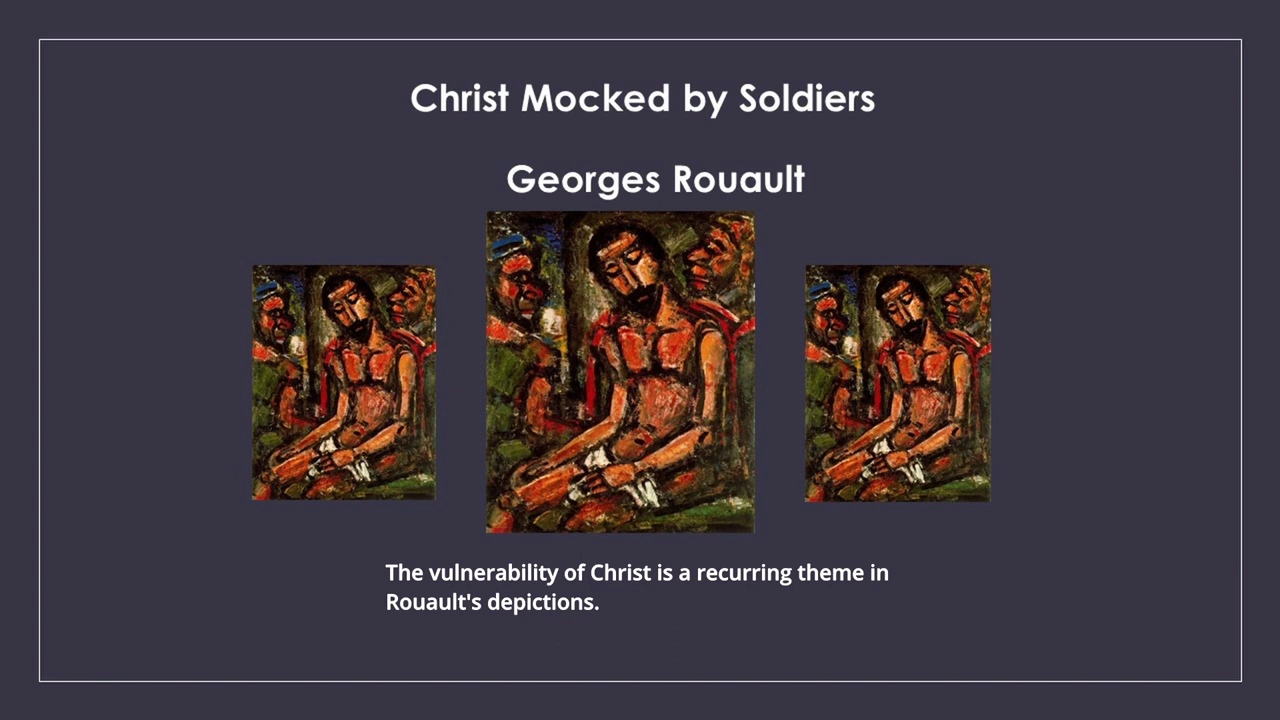 Christ Mocked by Soldiers
Georges Rouault
The vulnerability of Christ is a recurring theme in
Rouault's depictions.